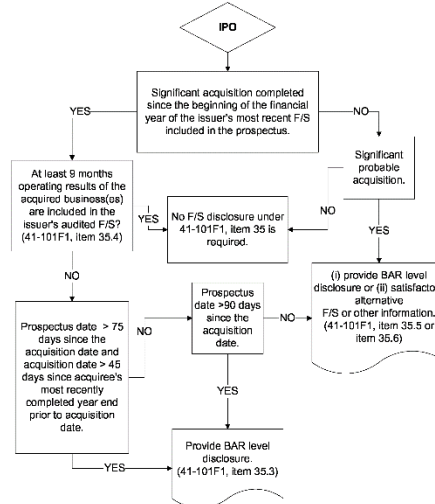 IPO
Significant acquisition completed
since the beginning of the financial
year of the issuer's most recent F/S
included in the prospectus.
YES
NO
At least 9 months
operating results of the
acquired business(es)
are included in the
issuer's audited F/S?
(41-101F1, item 35.4)
Significant
probable
acquisition.
YES
No F/S disclosure under
41-101F1, item 35 is
required.
NO
YES
NO
Prospectus date > 75
days since the
acquisition date and
acquisition date > 45
days since acquiree's
most recently
completed year end
prior to acquisition
date.
NO
Prospectus
date >90 days
since the
acquisition
date.
NO
(i) provide BAR level
disclosure or (ii) satisfacto
alternative
F/S or other information.
(41-101F1, item 35.5 or
item 35.6)
YES
YES
Provide BAR level
disclosure.
(41-101F1, item 35.3)